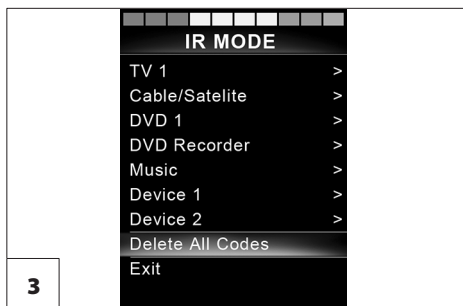 IR MODE
TV 1 >
Cable/Satelite >
DVD 1 >
DVD Recorder >
Music >
Device 1 >
Device 2 >
Delete All Codes
Exit
3